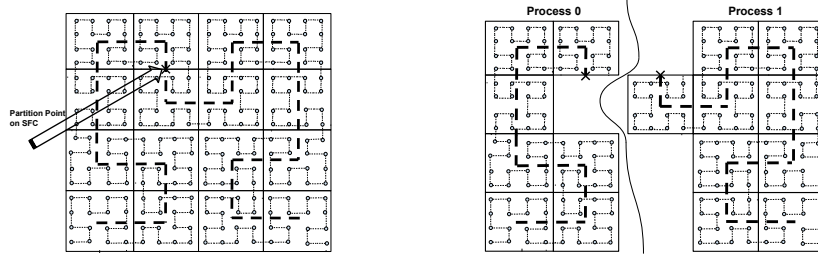 Partition Point
on SFC
Process 0
Process 1